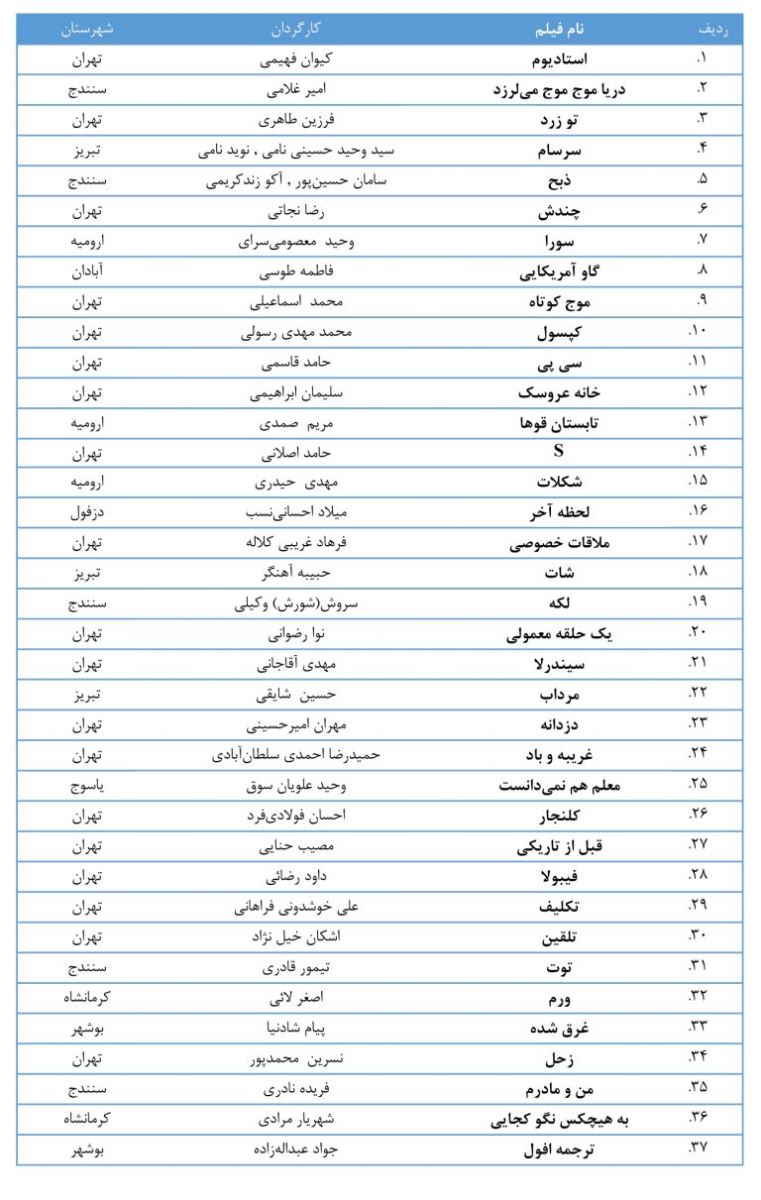 ردیف نام فیلم کارگردان شهرستان
۱. استادیوم کیوان فهیمی تهران
۲. دریا موج موج می‌لرزد امیر غلامی سنندج
۳. تو زرد فرزین طاهری تهران
۴. سرسام سید وحید حسینی نامی , نوید نامی تبریز
۵. ذبح سامان حسین‌پور , آکو زندکریمی سنندج
۶. چندش رضا نجاتی تهران
۷. سورا وحید معصومی‌سرای ارومیه
۸. گاو آمریکایی فاطمه طوسی آبادان
۹. موج کوتاه محمد اسماعیلی تهران
۱۰. کپسول محمد مهدی رسولی تهران
۱۱. سی پی حامد قاسمی تهران
۱۲. خانه عروسک سلیمان ابراهیمی تهران
۱۳. تابستان قوها مریم صمدی ارومیه
۱۴. S حامد اصلانی تهران
۱۵. شکلات مهدی حیدری ارومیه
۱۶. لحظه آخر میلاد احسانی‌نسب دزفول
۱۷. ملاقات خصوصی فرهاد غریبی کلاله تهران
۱۸. شات حبیبه آهنگر تبریز
۱۹. لکه سروش(شورش) وکیلی سنندج
۲۰. یک حلقه معمولی نوا رضوانی تهران
۲۱. سیندرلا مهدی آقاجانی تهران
۲۲. مرداب حسین شایقی تبریز
۲۳. دزدانه مهران امیرحسینی تهران
۲۴. غریبه و باد حمیدرضا احمدی سلطان‌آبادی تهران
۲۵. معلم هم نمی‌دانست وحید علویان سوق یاسوج
۲۶. کلنجار احسان فولادی‌فرد تهران
۲۷. قبل از تاریکی مصیب حنایی تهران
۲۸. فیبولا داود رضائی تهران
۲۹. تکلیف علی خوشدونی فراهانی تهران
۳۰. تلقین اشکان خیل نژاد تهران
۳۱. توت تیمور قادری سنندج
۳۲. ورم اصغر لائی کرمانشاه
۳۳. غرق شده پیام شادنیا بوشهر
۳۴. زحل نسرین محمدپور تهران
۳۵. من و مادرم فریده نادری سنندج
۳۶. به هیچکس نگو کجایی شهریار مرادی کرمانشاه
۳۷. ترجمه افول جواد عبداله‌زاده بوشهر